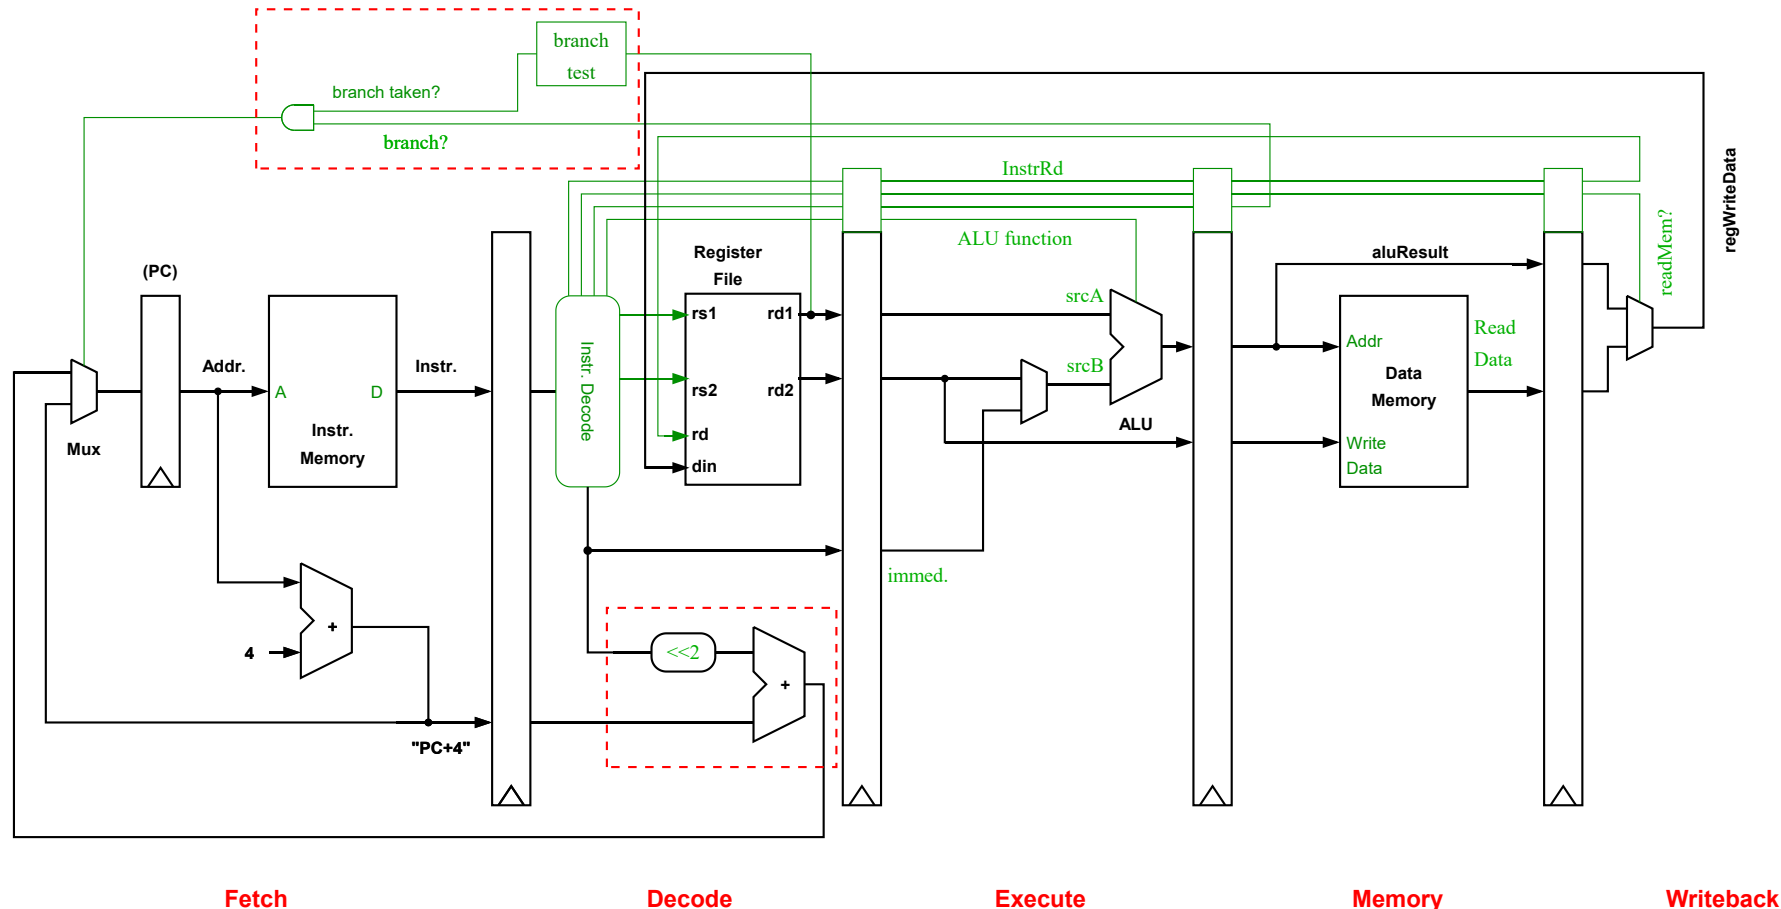 branch
test
branch taken?
branch?
InstrRd
ALU function
readMem?
regWriteData
(PC)
Register
File
aluResult
srcA
rs1
rd1
Addr
Read
Data
Addr.
Instr.
Instr. Decode
srcB
A
D
rs2
rd2
Data
Memory
Mux
Instr.
Memory
rd
din
ALU
Write
Data
immed.
4
+
<<2
+
"PC+4"
Fetch
Decode
Execute
Memory
Writeback